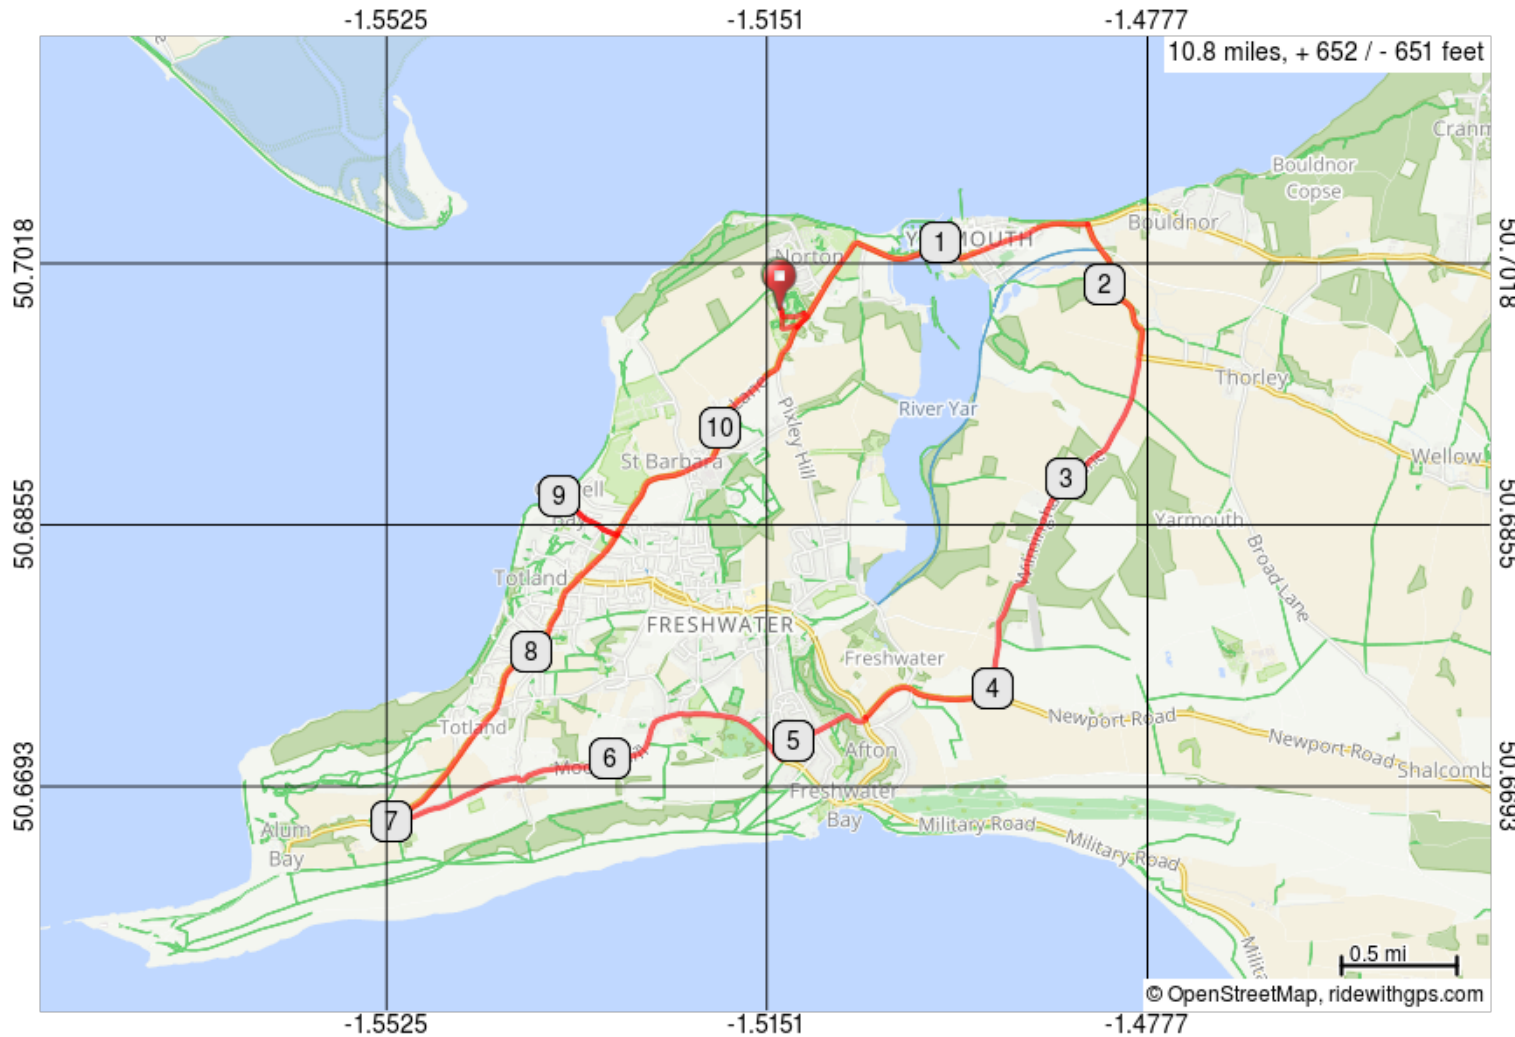 -1.5525
-1.5151
-1.4777
10.8 miles, + 652 / - 651 feet
Bouldnor
Copse
Bouldnor
50.7018
50.7018
1
Norton
2
Thorley
River Yar
Pixley Hill
Lane
10
St Barbara
Wellow
3
9
Bay
Yarmouth
50.6855
50.6855
Broad Lane
Totland
FRESHWATER
8
Freshwater
4
Newport Road
Totland
5
Newport Road
6
Afton
50.6693
50.6693
Freshwater
Bay
7
Alum
Bay
Military Road
Military Road
0.5 mi
© OpenStreetMap, ridewithgps.com
-1.5525
-1.5151
-1.4777